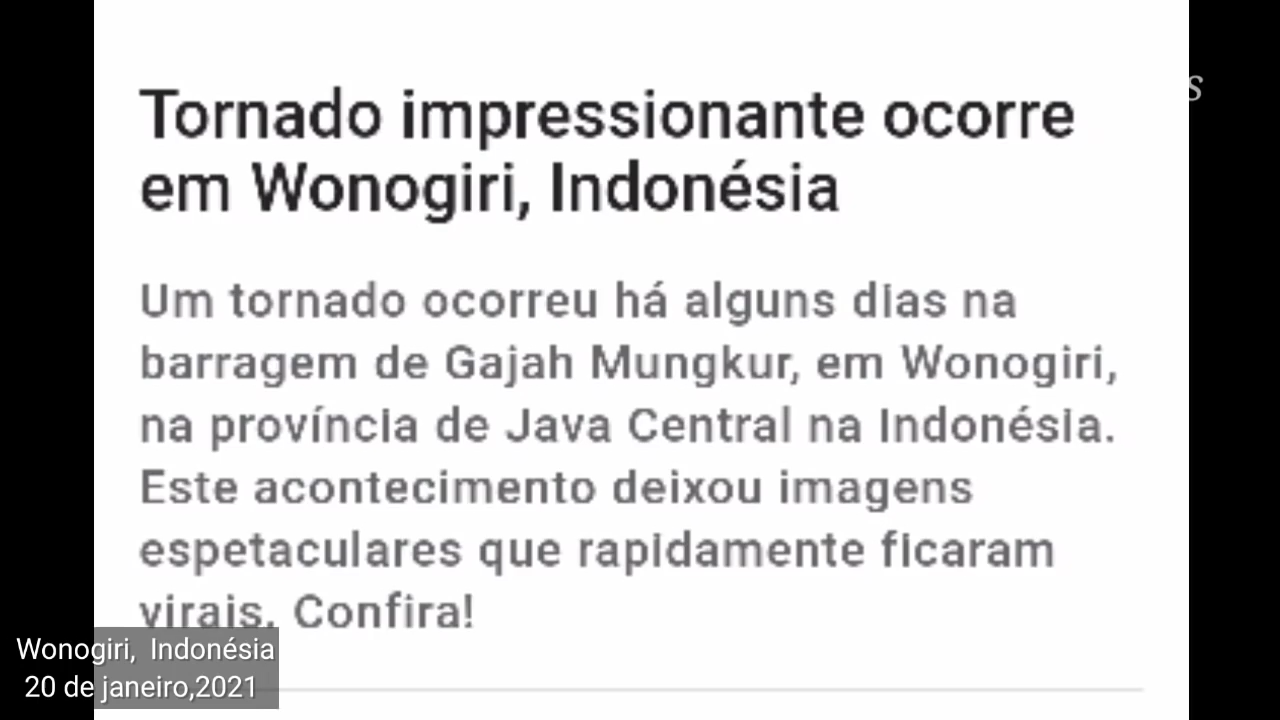 Tornado impressionante ocorre
em Wonogiri, Indonésia
Um tornado ocorreu há alguns dias na
barragem de Gajah Mungkur, em Wonogiri,
na província de Java Central na Indonésia.
Este acontecimento deixou imagens
espetaculares que rapidamente ficaram
virais. Confira!
Wonogiri, Indonésia
20 de janeiro,2021